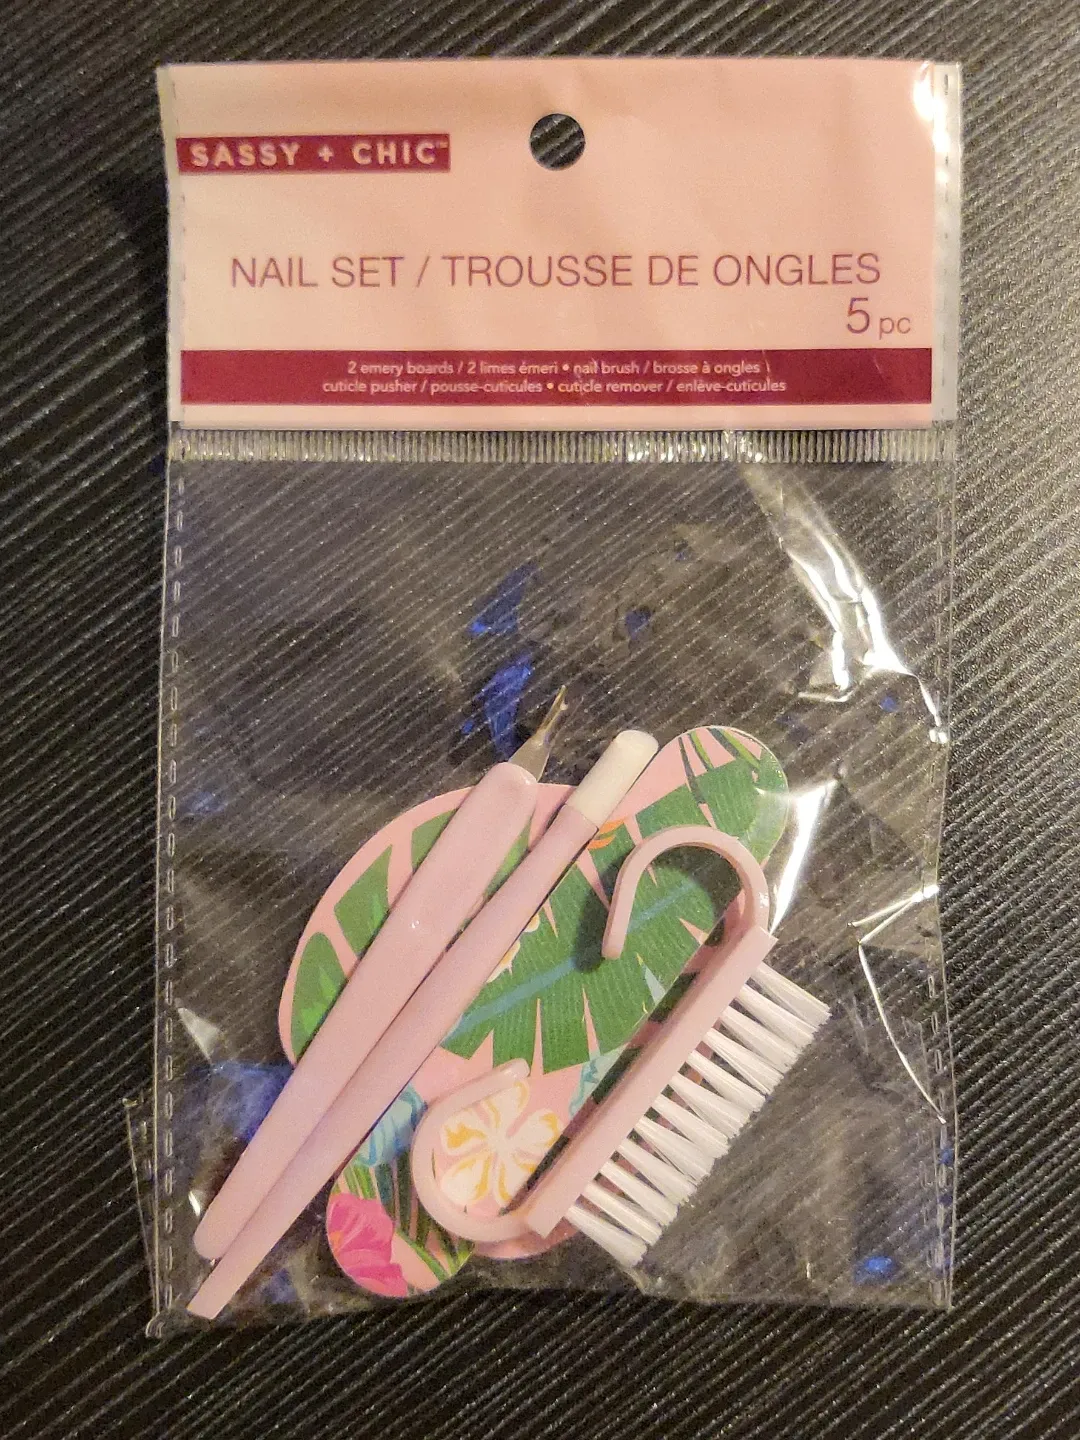 SASSY + CHIC™
NAIL SET / TROUSSE DE ONGLES
5 pc
2 emery boards / 2 limes émeri • nail brush / brosse à ongles
cuticle pusher / pousse-cuticules • cuticle remover / enlève-cuticules